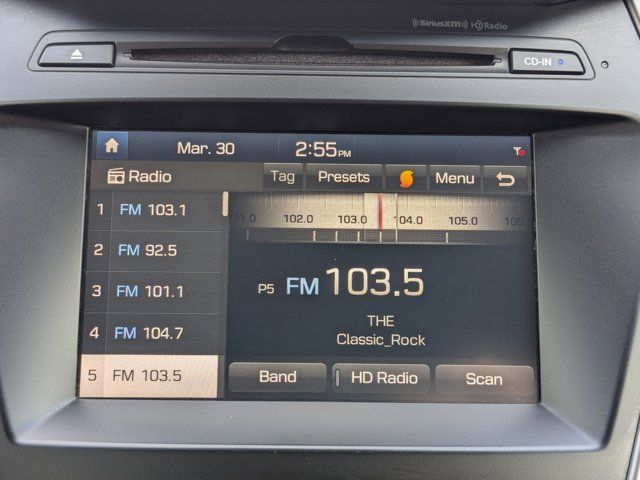 ((SiriusXM)) HD Radio
CD-IN
Mar. 30 2:55 PM
Radio Tag Presets Menu
1 FM 103.1
2 FM 92.5
3 FM 101.1
4 FM 104.7
5 FM 103.5
102.0 103.0 104.0 105.0
P5 FM 103.5
THE
Classic_Rock
Band HD Radio Scan